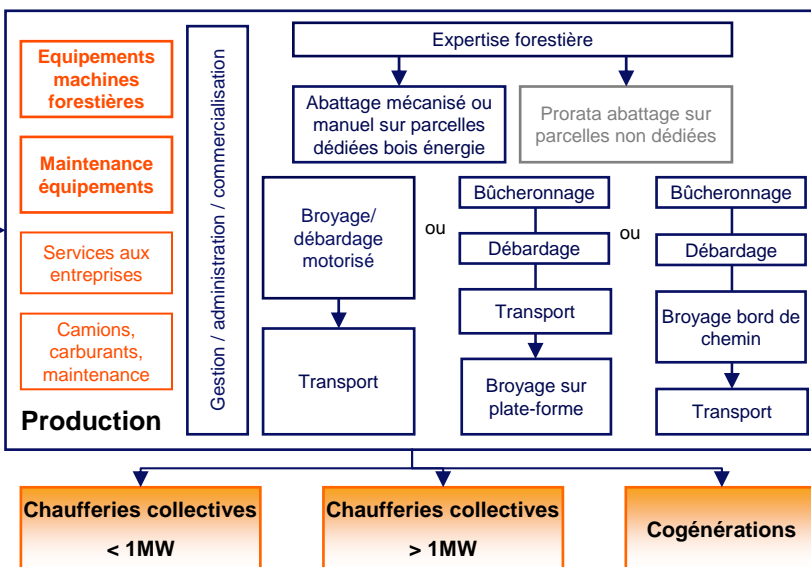 Equipements
machines
forestières
Maintenance
équipements
Services aux
entreprises
Camions,
carburants,
maintenance
Production
Gestion / administration / commercialisation
Expertise forestière
Abattage mécanisé ou
manuel sur parcelles
dédiées bois énergie
Prorata abattage sur
parcelles non dédiées
Broyage/
débardage
motorisé
Transport
ou
Bûcheronnage
Débardage
Transport
Broyage sur
plate-forme
ou
Bûcheronnage
Débardage
Broyage bord de
chemin
Transport
Chaufferies collectives
< 1MW
Chaufferies collectives
> 1MW
Cogénérations